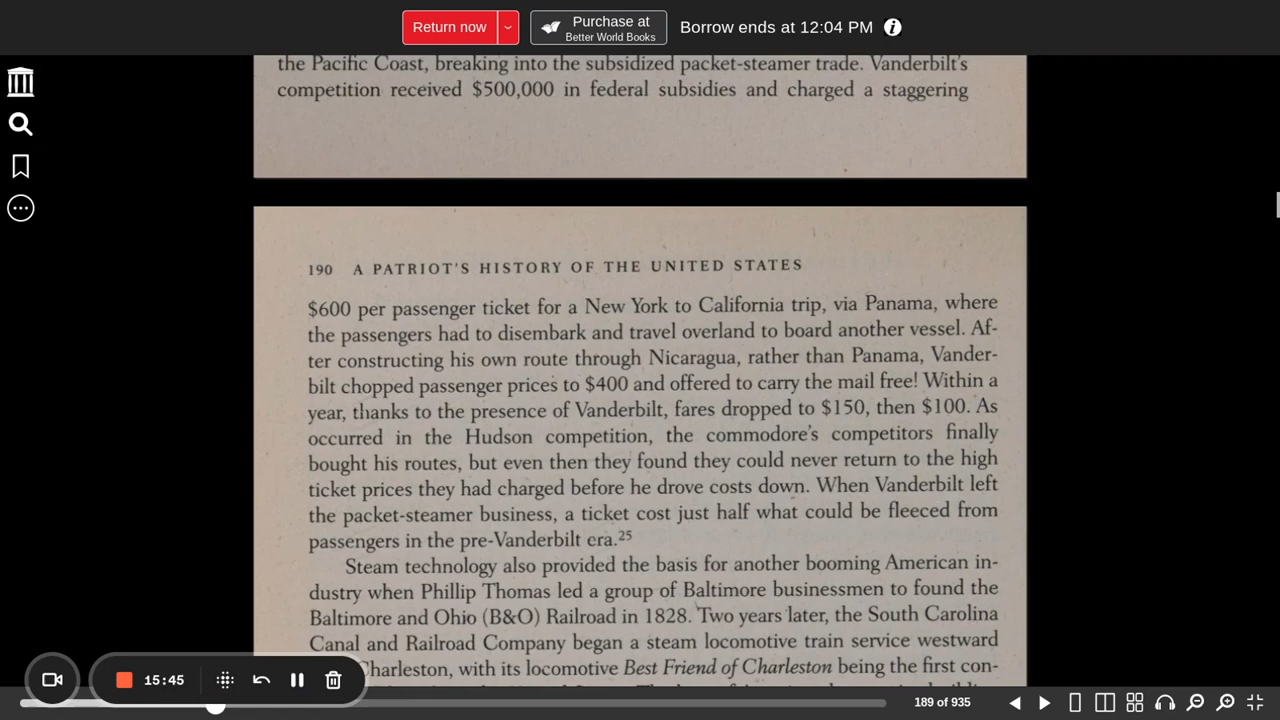 Return now
Purchase at
Better World Books
Borrow ends at 12:04 PM
the Pacific Coast, breaking into the subsidized packet-steamer trade. Vanderbilt's
competition received $500,000 in federal subsidies and charged a staggering
190 A PATRIOT'S HISTORY OF THE UNITED STATES
$600 per passenger ticket for a New York to California trip, via Panama, where
the passengers had to disembark and travel overland to board another vessel. Af-
ter constructing his own route through Nicaragua, rather than Panama, Vander-
bilt chopped passenger prices to $400 and offered to carry the mail free! Within a
year, thanks to the presence of Vanderbilt, fares dropped to $150, then $100. As
occurred in the Hudson competition, the commodore's competitors finally
bought his routes, but even then they found they could never return to the high
ticket prices they had charged before he drove costs down. When Vanderbilt left
the packet-steamer business, a ticket cost just half what could be fleeced from
passengers in the pre-Vanderbilt era.25
Steam technology also provided the basis for another booming American in-
dustry when Phillip Thomas led a group of Baltimore businessmen to found the
Baltimore and Ohio (B&O) Railroad in 1828. Two years later, the South Carolina
Canal and Railroad Company began a steam locomotive train service westward
Charleston, with its locomotive Best Friend of Charleston being the first con-
15:45
189 of 935